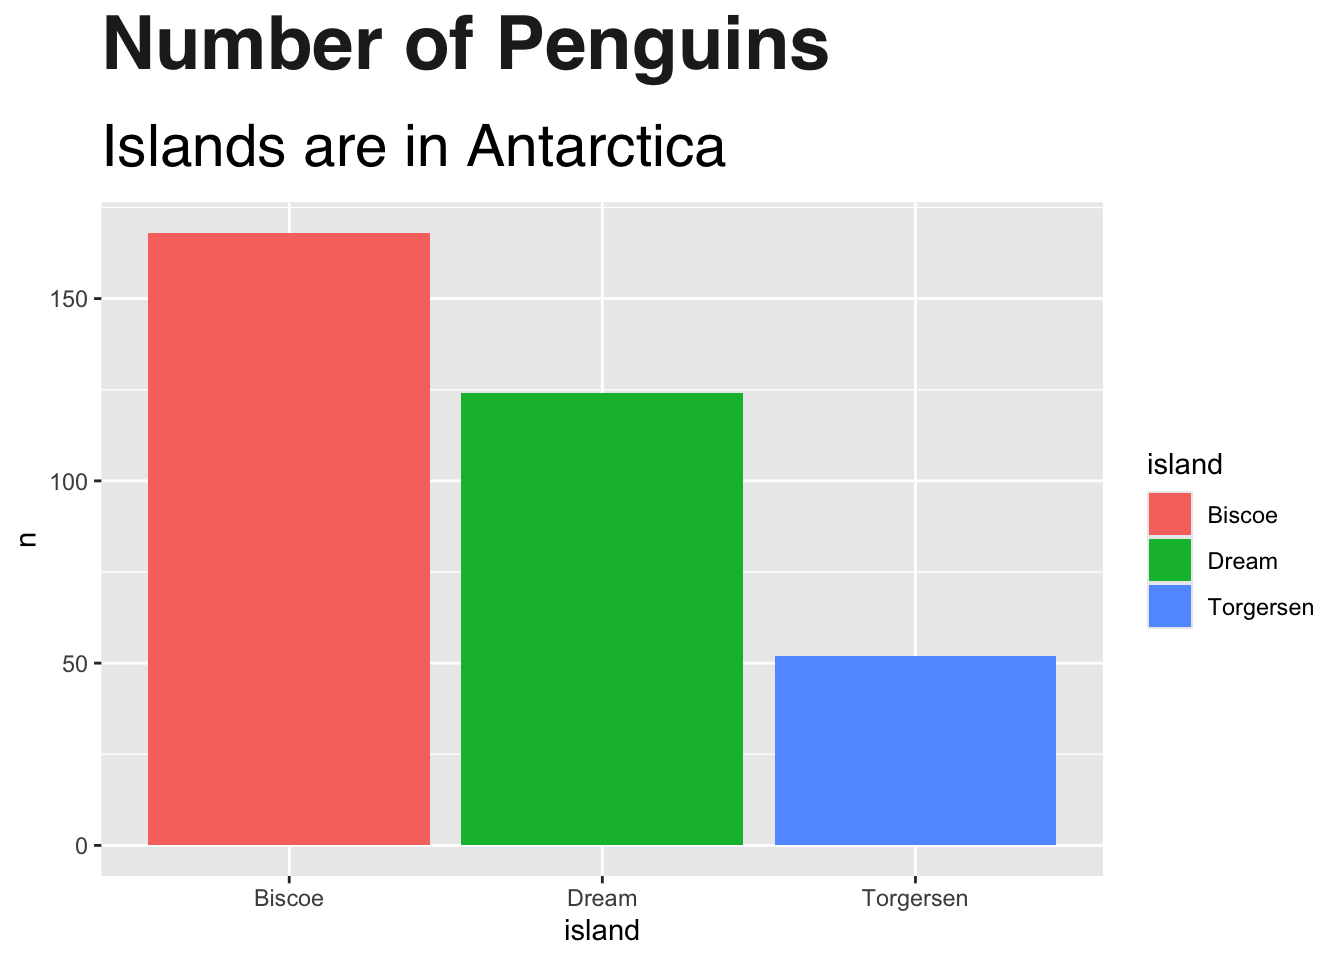 Number of Penguins
Islands are in Antarctica
150
100
50
0
n
Biscoe
Dream
Torgersen
island
island
Biscoe
Dream
Torgersen